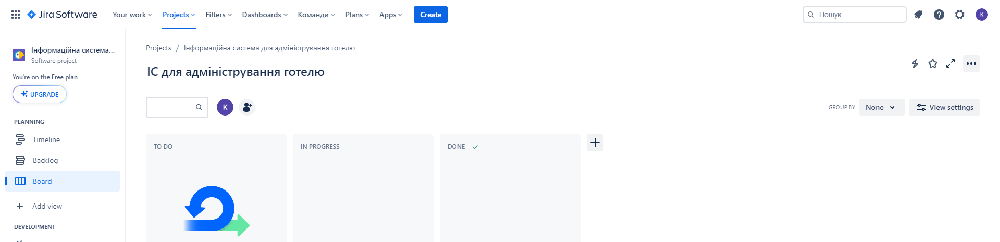 Jira Software Your work Projects Filters Dashboards Команди Plans Apps Create Пошук K
Інформаційна система...
Software project
You're on the Free plan
UPGRADE
PLANNING
Timeline
Backlog
Board
Add view
DEVELOPMENT
Projects / Інформаційна система для адміністрування готелю
ІС для адміністрування готелю
K GROUP BY None View settings
TO DO IN PROGRESS DONE